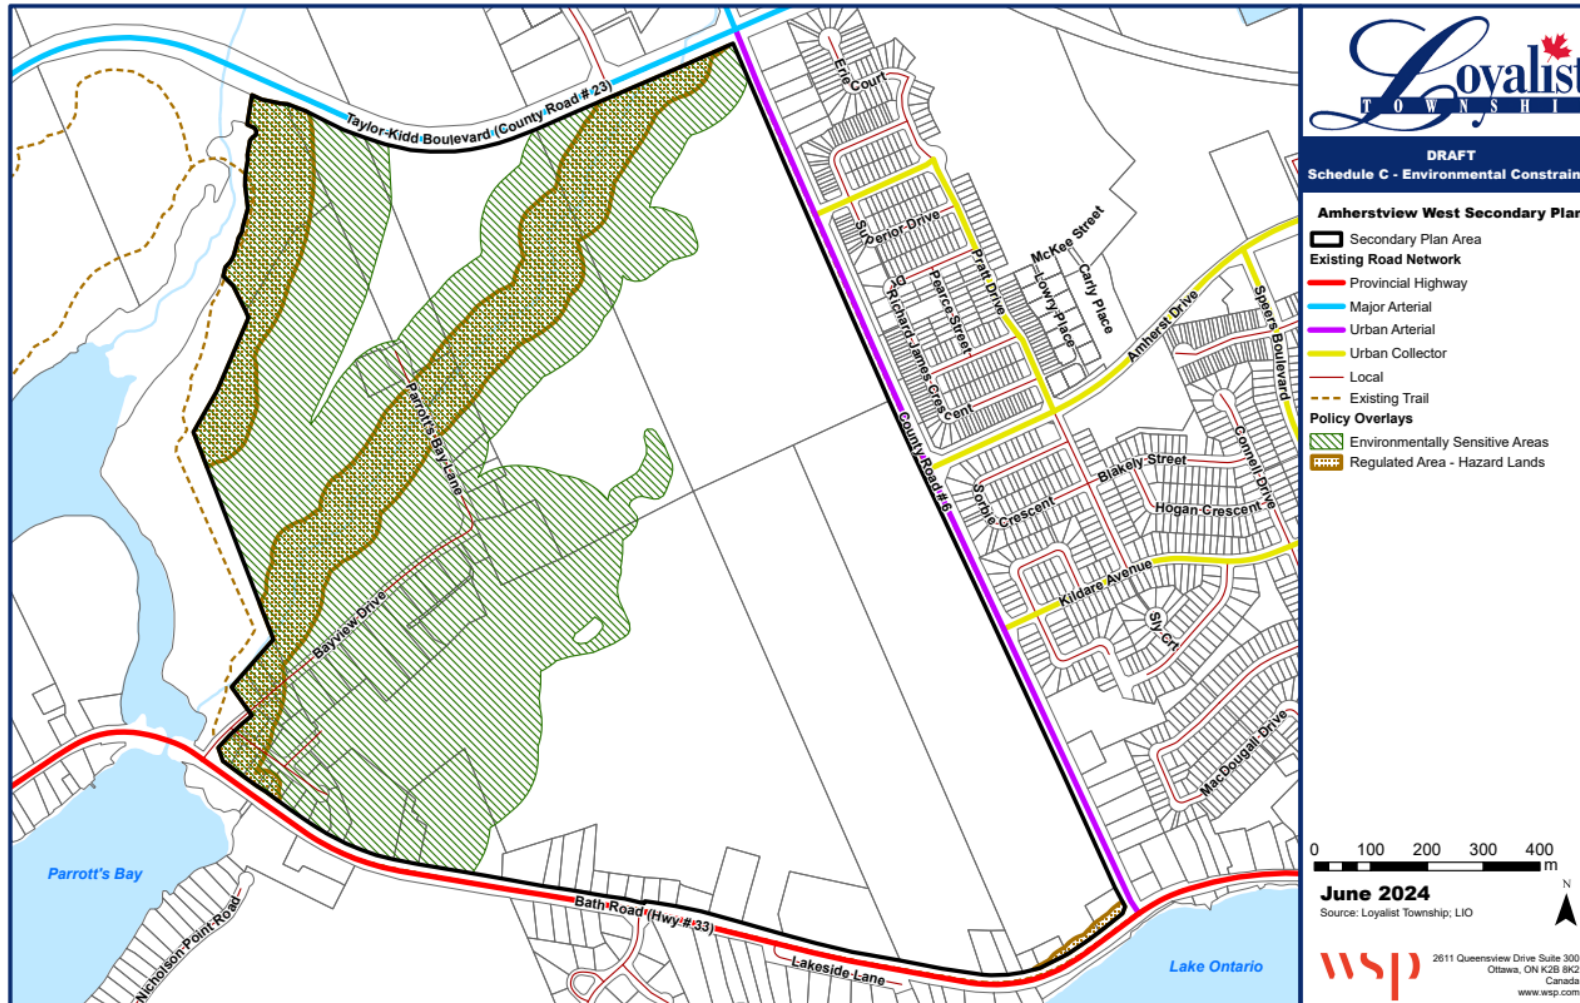 Taylor-Kidd Boulevard (County Road # 23)
Erie Court
Superior Drive
Pratt Drive
McKee Street
Carly Place
Lowry Place
Pearce Street
Richard James Crescent
Amherst Drive
Speers Boulevard
Parrott's Bay Lane
County Road # 6
Blakely Street
Sorbie Crescent
Hogan Crescent
Connell Drive
Kildare Avenue
Sly Crt
Bayview Drive
MacDougall Drive
Parrott's Bay
Nicholson Point Road
Bath Road (Hwy # 33)
Lakeside Lane
Lake Ontario
Loyalist
TOWNSHI
DRAFT
Schedule C - Environmental Constrain
Amherstview West Secondary Plan
Secondary Plan Area
Existing Road Network
Provincial Highway
Major Arterial
Urban Arterial
Urban Collector
Local
Existing Trail
Policy Overlays
Environmentally Sensitive Areas
Regulated Area - Hazard Lands
0 100 200 300 400
m
June 2024
N
Source: Loyalist Township; LIO
wsp
2611 Queensview Drive Suite 300
Ottawa, ON K2B 8K2
Canada
www.wsp.com